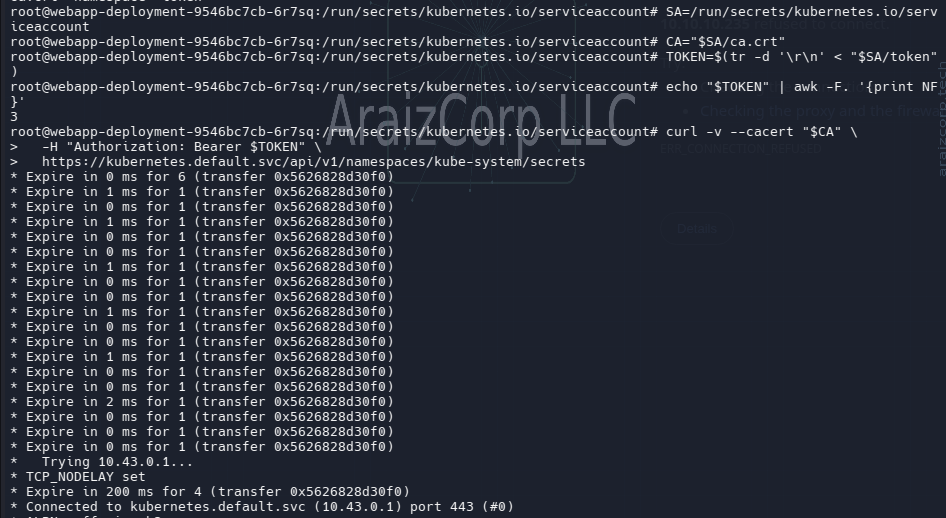 root@webapp-deployment-9546bc7cb-6r7sq:/run/secrets/kubernetes.io/serviceaccount# SA=/run/secrets/kubernetes.io/serv
iceaccount
root@webapp-deployment-9546bc7cb-6r7sq:/run/secrets/kubernetes.io/serviceaccount# CA="$SA/ca.crt"
root@webapp-deployment-9546bc7cb-6r7sq:/run/secrets/kubernetes.io/serviceaccount# TOKEN=$(tr -d '\r\n' < "$SA/token"
)
root@webapp-deployment-9546bc7cb-6r7sq:/run/secrets/kubernetes.io/serviceaccount# echo "$TOKEN" | awk -F. '{print NF
}'
3
root@webapp-deployment-9546bc7cb-6r7sq:/run/secrets/kubernetes.io/serviceaccount# curl -v --cacert "$CA" \
>   -H "Authorization: Bearer $TOKEN" \
>   https://kubernetes.default.svc/api/v1/namespaces/kube-system/secrets
* Expire in 0 ms for 6 (transfer 0x5626828d30f0)
* Expire in 1 ms for 1 (transfer 0x5626828d30f0)
* Expire in 0 ms for 1 (transfer 0x5626828d30f0)
* Expire in 1 ms for 1 (transfer 0x5626828d30f0)
* Expire in 0 ms for 1 (transfer 0x5626828d30f0)
* Expire in 0 ms for 1 (transfer 0x5626828d30f0)
* Expire in 1 ms for 1 (transfer 0x5626828d30f0)
* Expire in 0 ms for 1 (transfer 0x5626828d30f0)
* Expire in 0 ms for 1 (transfer 0x5626828d30f0)
* Expire in 1 ms for 1 (transfer 0x5626828d30f0)
* Expire in 0 ms for 1 (transfer 0x5626828d30f0)
* Expire in 0 ms for 1 (transfer 0x5626828d30f0)
* Expire in 1 ms for 1 (transfer 0x5626828d30f0)
* Expire in 0 ms for 1 (transfer 0x5626828d30f0)
* Expire in 0 ms for 1 (transfer 0x5626828d30f0)
* Expire in 2 ms for 1 (transfer 0x5626828d30f0)
* Expire in 0 ms for 1 (transfer 0x5626828d30f0)
* Expire in 0 ms for 1 (transfer 0x5626828d30f0)
* Expire in 0 ms for 1 (transfer 0x5626828d30f0)
*   Trying 10.43.0.1...
* TCP_NODELAY set
* Expire in 200 ms for 4 (transfer 0x5626828d30f0)
* Connected to kubernetes.default.svc (10.43.0.1) port 443 (#0)
AraizCorp LLC
Checking the proxy and the firewa
ERR_CONNECTION_REFUSED
Details
araizcorp.tech